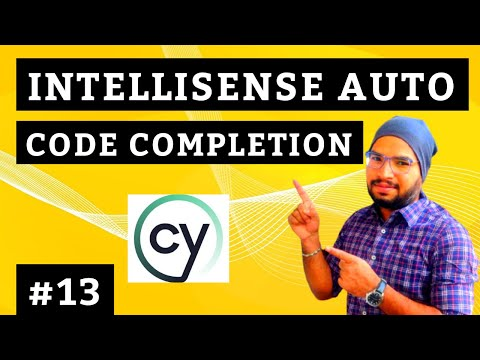 INTELLISENSE AUTO
CODE COMPLETION
cy
#13